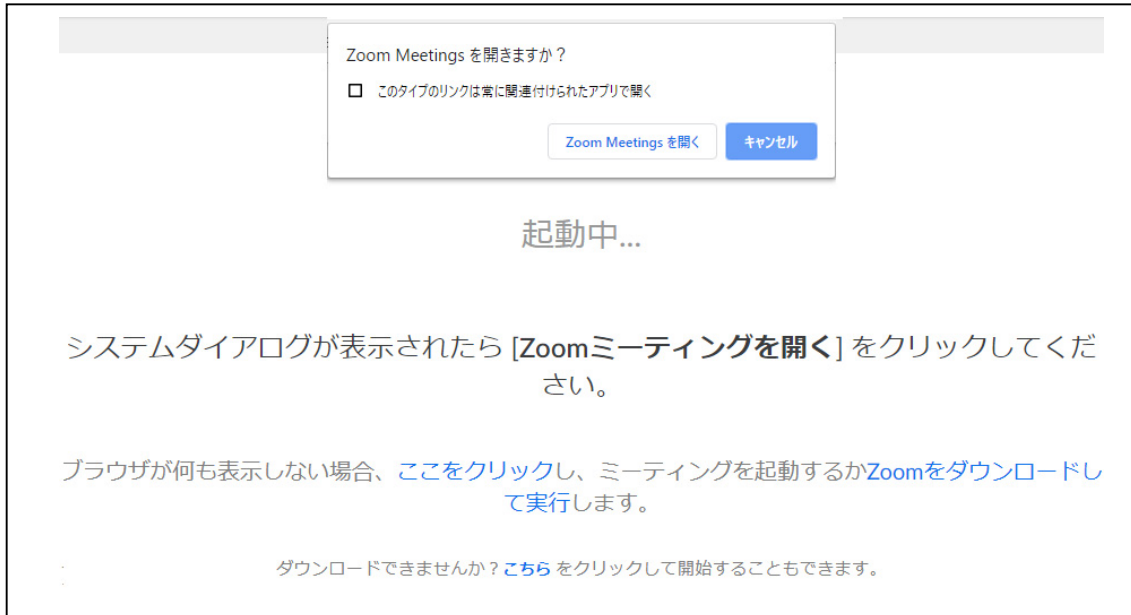 Zoom Meetings を開きますか？
このタイプのリンクは常に関連付けられたアプリで開く
Zoom Meetings を開く キャンセル
起動中...
システムダイアログが表示されたら [Zoomミーティングを開く] をクリックしてくだ
さい。
ブラウザが何も表示しない場合、ここをクリックし、ミーティングを起動するかZoomをダウンロードし
て実行します。
ダウンロードできませんか？こちら をクリックして開始することもできます。